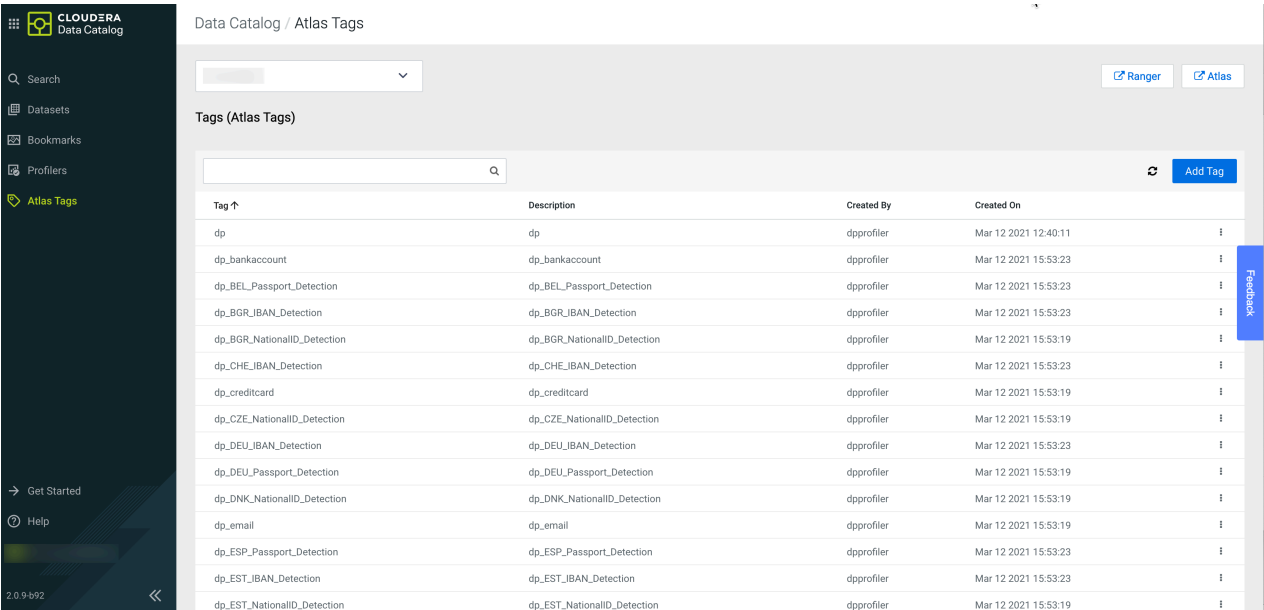 CLOUDERA
Data Catalog
Data Catalog / Atlas Tags
Search
Datasets
Bookmarks
Profilers
Atlas Tags
Get Started
Help
2.0.9-b92
Ranger
Atlas
Tags (Atlas Tags)
Add Tag
Tag Description Created By Created On
dp dp dpprofiler Mar 12 2021 12:40:11
dp_bankaccount dp_bankaccount dpprofiler Mar 12 2021 15:53:23
dp_BEL_Passport_Detection dp_BEL_Passport_Detection dpprofiler Mar 12 2021 15:53:23
dp_BGR_IBAN_Detection dp_BGR_IBAN_Detection dpprofiler Mar 12 2021 15:53:23
dp_BGR_NationalID_Detection dp_BGR_NationalID_Detection dpprofiler Mar 12 2021 15:53:19
dp_CHE_IBAN_Detection dp_CHE_IBAN_Detection dpprofiler Mar 12 2021 15:53:23
dp_creditcard dp_creditcard dpprofiler Mar 12 2021 15:53:19
dp_CZE_NationalID_Detection dp_CZE_NationalID_Detection dpprofiler Mar 12 2021 15:53:19
dp_DEU_IBAN_Detection dp_DEU_IBAN_Detection dpprofiler Mar 12 2021 15:53:23
dp_DEU_Passport_Detection dp_DEU_Passport_Detection dpprofiler Mar 12 2021 15:53:19
dp_DNK_NationalID_Detection dp_DNK_NationalID_Detection dpprofiler Mar 12 2021 15:53:19
dp_email dp_email dpprofiler Mar 12 2021 15:53:19
dp_ESP_Passport_Detection dp_ESP_Passport_Detection dpprofiler Mar 12 2021 15:53:23
dp_EST_IBAN_Detection dp_EST_IBAN_Detection dpprofiler Mar 12 2021 15:53:23
dp_EST_NationalID_Detection dp_EST_NationalID_Detection dpprofiler Mar 12 2021 15:53:19
Feedback